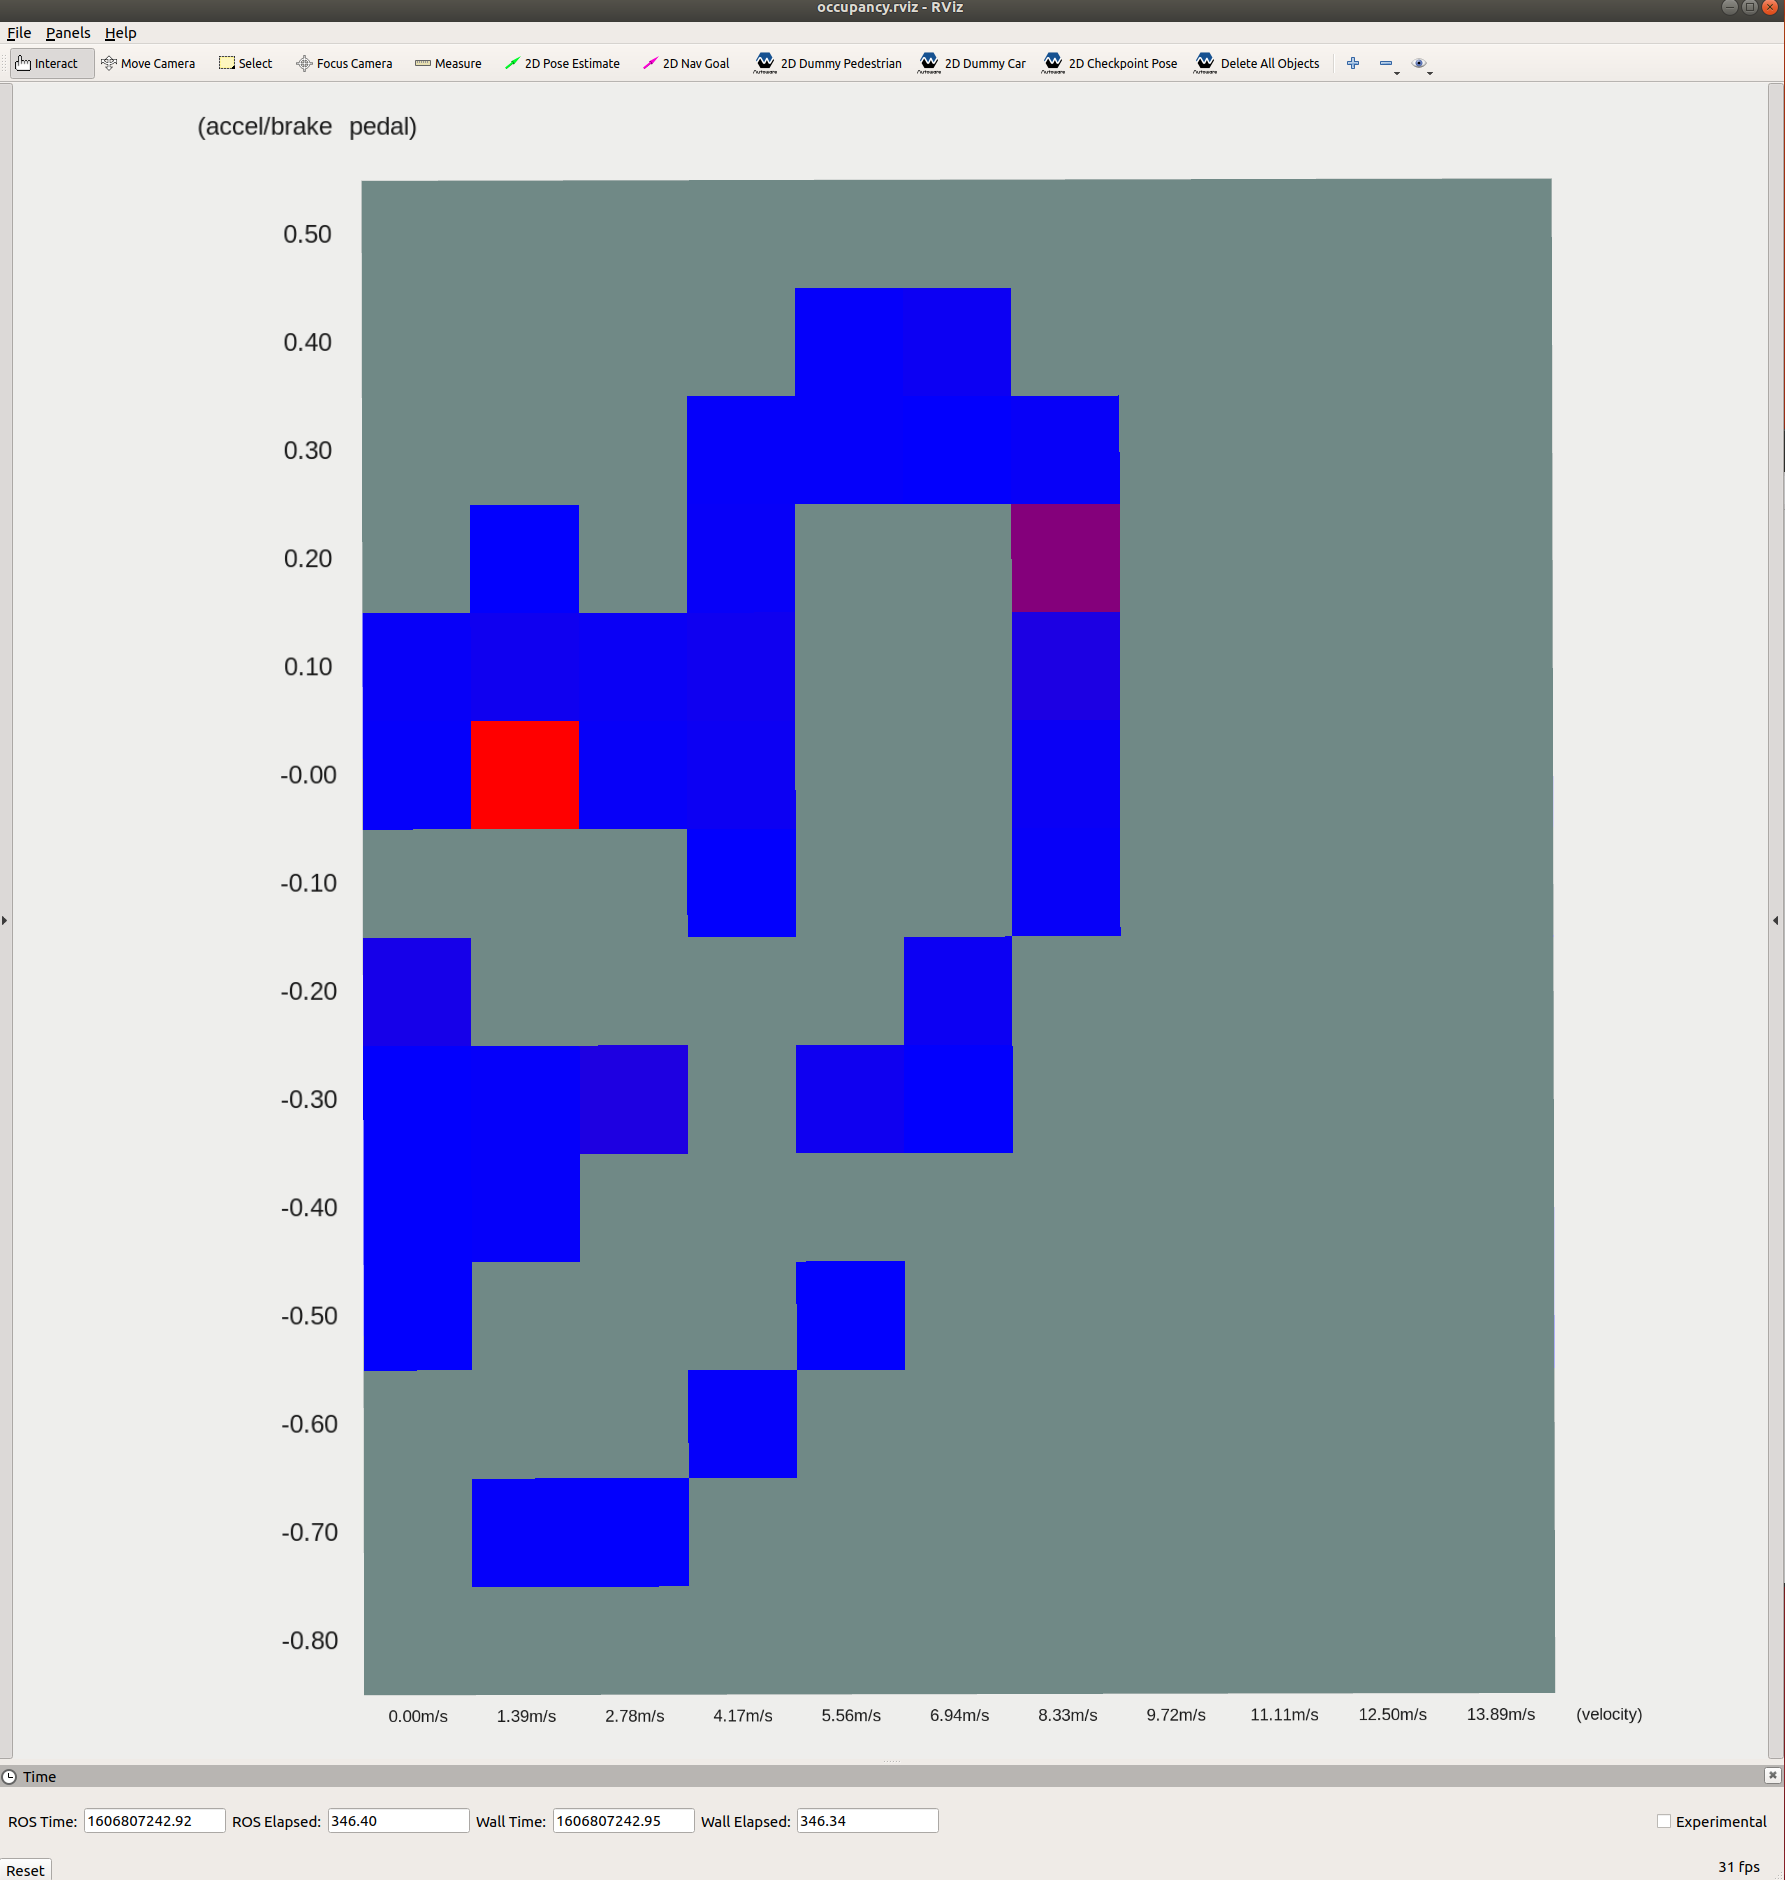 occupancy.rviz - RViz
File Panels Help
Interact Move Camera Select Focus Camera Measure 2D Pose Estimate 2D Nav Goal Autoware 2D Dummy Pedestrian Autoware 2D Dummy Car Autoware 2D Checkpoint Pose Autoware Delete All Objects
(accel/brake pedal)
0.50
0.40
0.30
0.20
0.10
-0.00
-0.10
-0.20
-0.30
-0.40
-0.50
-0.60
-0.70
-0.80
0.00m/s 1.39m/s 2.78m/s 4.17m/s 5.56m/s 6.94m/s 8.33m/s 9.72m/s 11.11m/s 12.50m/s 13.89m/s (velocity)
Time
ROS Time: 1606807242.92 ROS Elapsed: 346.40 Wall Time: 1606807242.95 Wall Elapsed: 346.34 Experimental
Reset 31 fps